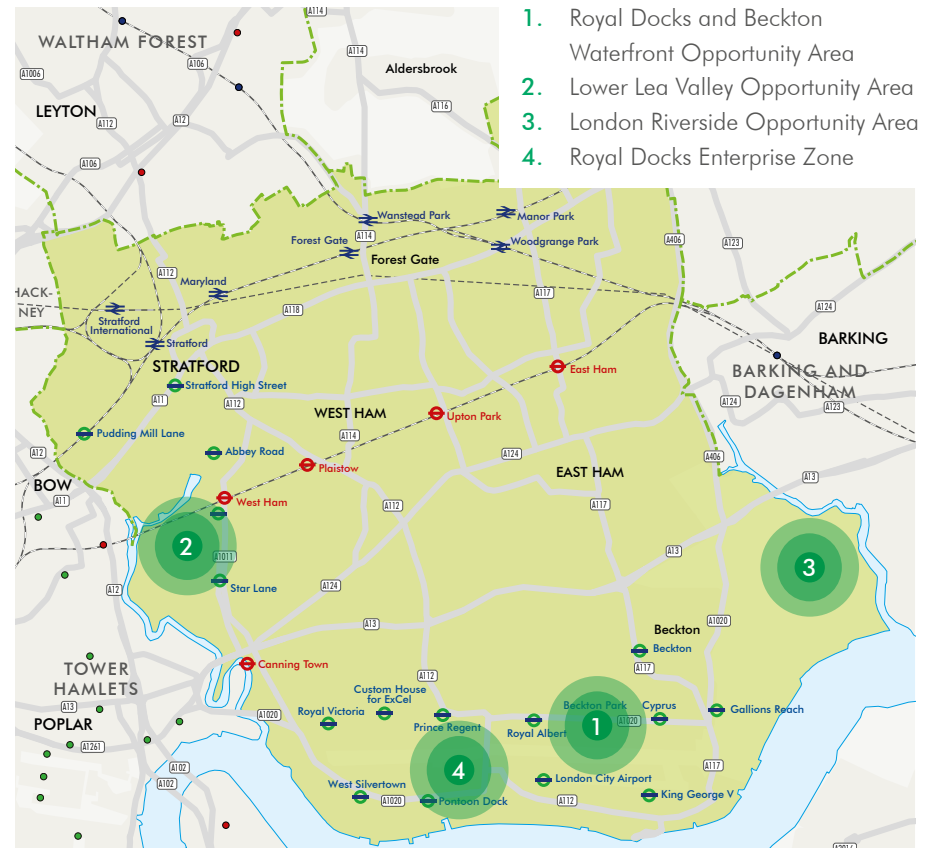 1. Royal Docks and Beckton
Waterfront Opportunity Area
2. Lower Lea Valley Opportunity Area
3. London Riverside Opportunity Area
4. Royal Docks Enterprise Zone
A114
WALTHAM FOREST
A106
A114
Aldersbrook
A1006
A116
LEYTON
A112
A12
A106
Wanstead Park
Manor Park
A114
Forest Gate
Woodgrange Park
A406
A123
Forest Gate
A112
Maryland
A117
HACK-
NEY
A118
A124
Stratford
International
Stratford
BARKING
STRATFORD
East Ham
BARKING AND
DAGENHAM
Stratford High Street
A11
A112
WEST HAM
Upton Park
A124
A123
Pudding Mill Lane
A114
A12
Abbey Road
A124
A406
Plaistow
EAST HAM
A13
BOW
A11
West Ham
A112
A117
2
A1011
A13
3
Star Lane
A124
A12
A13
A1020
Beckton
Beckton
TOWER
HAMLETS
Canning Town
A117
A112
Custom House
for ExCel
A13
Royal Victoria
A1020
Beckton Park
Cyprus
Gallions Reach
POPLAR
Prince Regent
Royal Albert
1
A1020
A1261
A102
4
A117
A102
West Silvertown
London City Airport
A1020
Pontoon Dock
A112
King George V